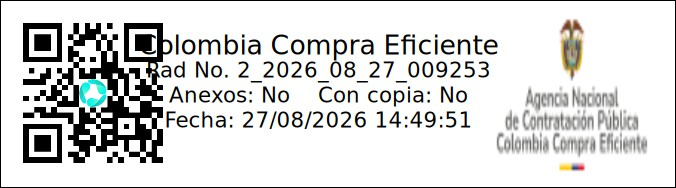 Colombia Compra Eficiente
Rad No. 2_2026_08_27_009253
Anexos: No    Con copia: No
Fecha: 27/08/2026 14:49:51
Agencia Nacional
de Contratación Pública
Colombia Compra Eficiente